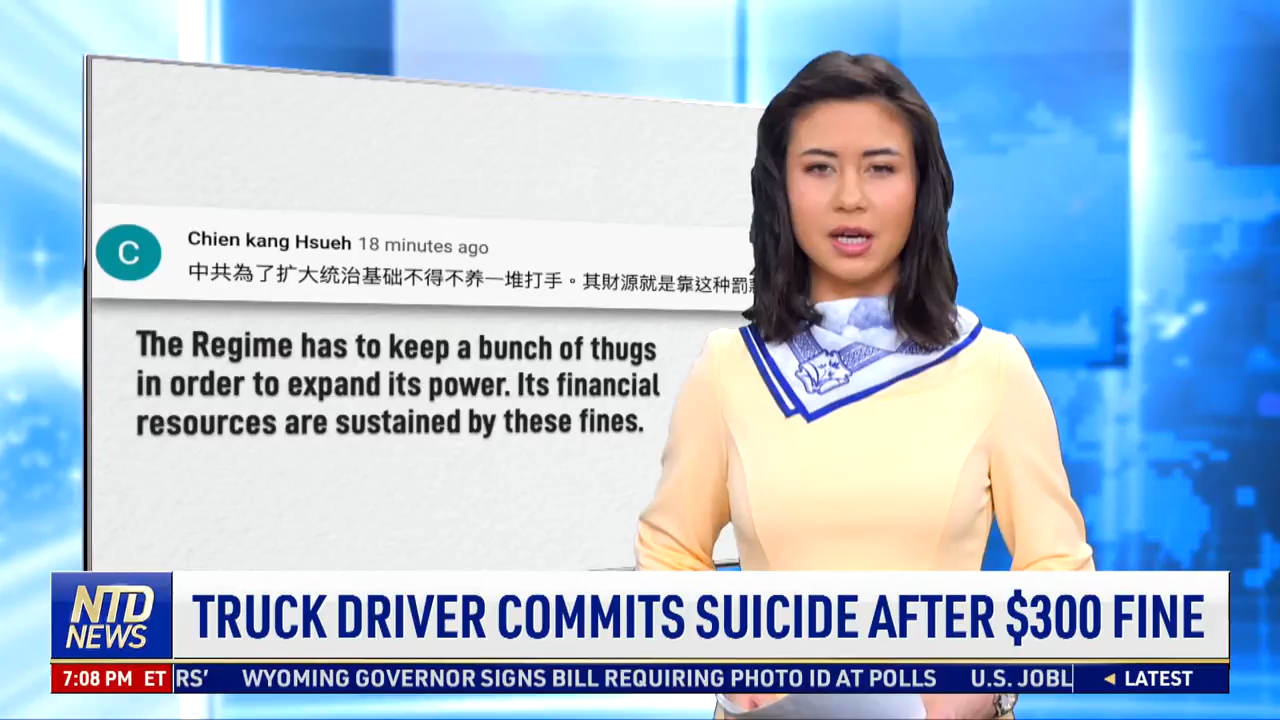 C
Chien kang Hsueh 18 minutes ago
中共為了扩大统治基础不得不养一堆打手。其財源就是靠这种罰
The Regime has to keep a bunch of thugs
in order to expand its power. Its financial
resources are sustained by these fines.
NTD
NEWS
TRUCK DRIVER COMMITS SUICIDE AFTER $300 FINE
7:08 PM ET RS' WYOMING GOVERNOR SIGNS BILL REQUIRING PHOTO ID AT POLLS U.S. JOBL ◄ LATEST